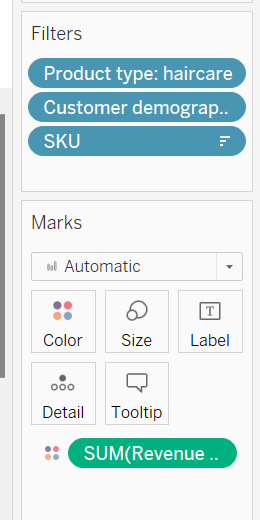 Filters
Product type: haircare
Customer demograp..
SKU
Marks
Automatic
Color Size Label
Detail Tooltip
SUM(Revenue ..